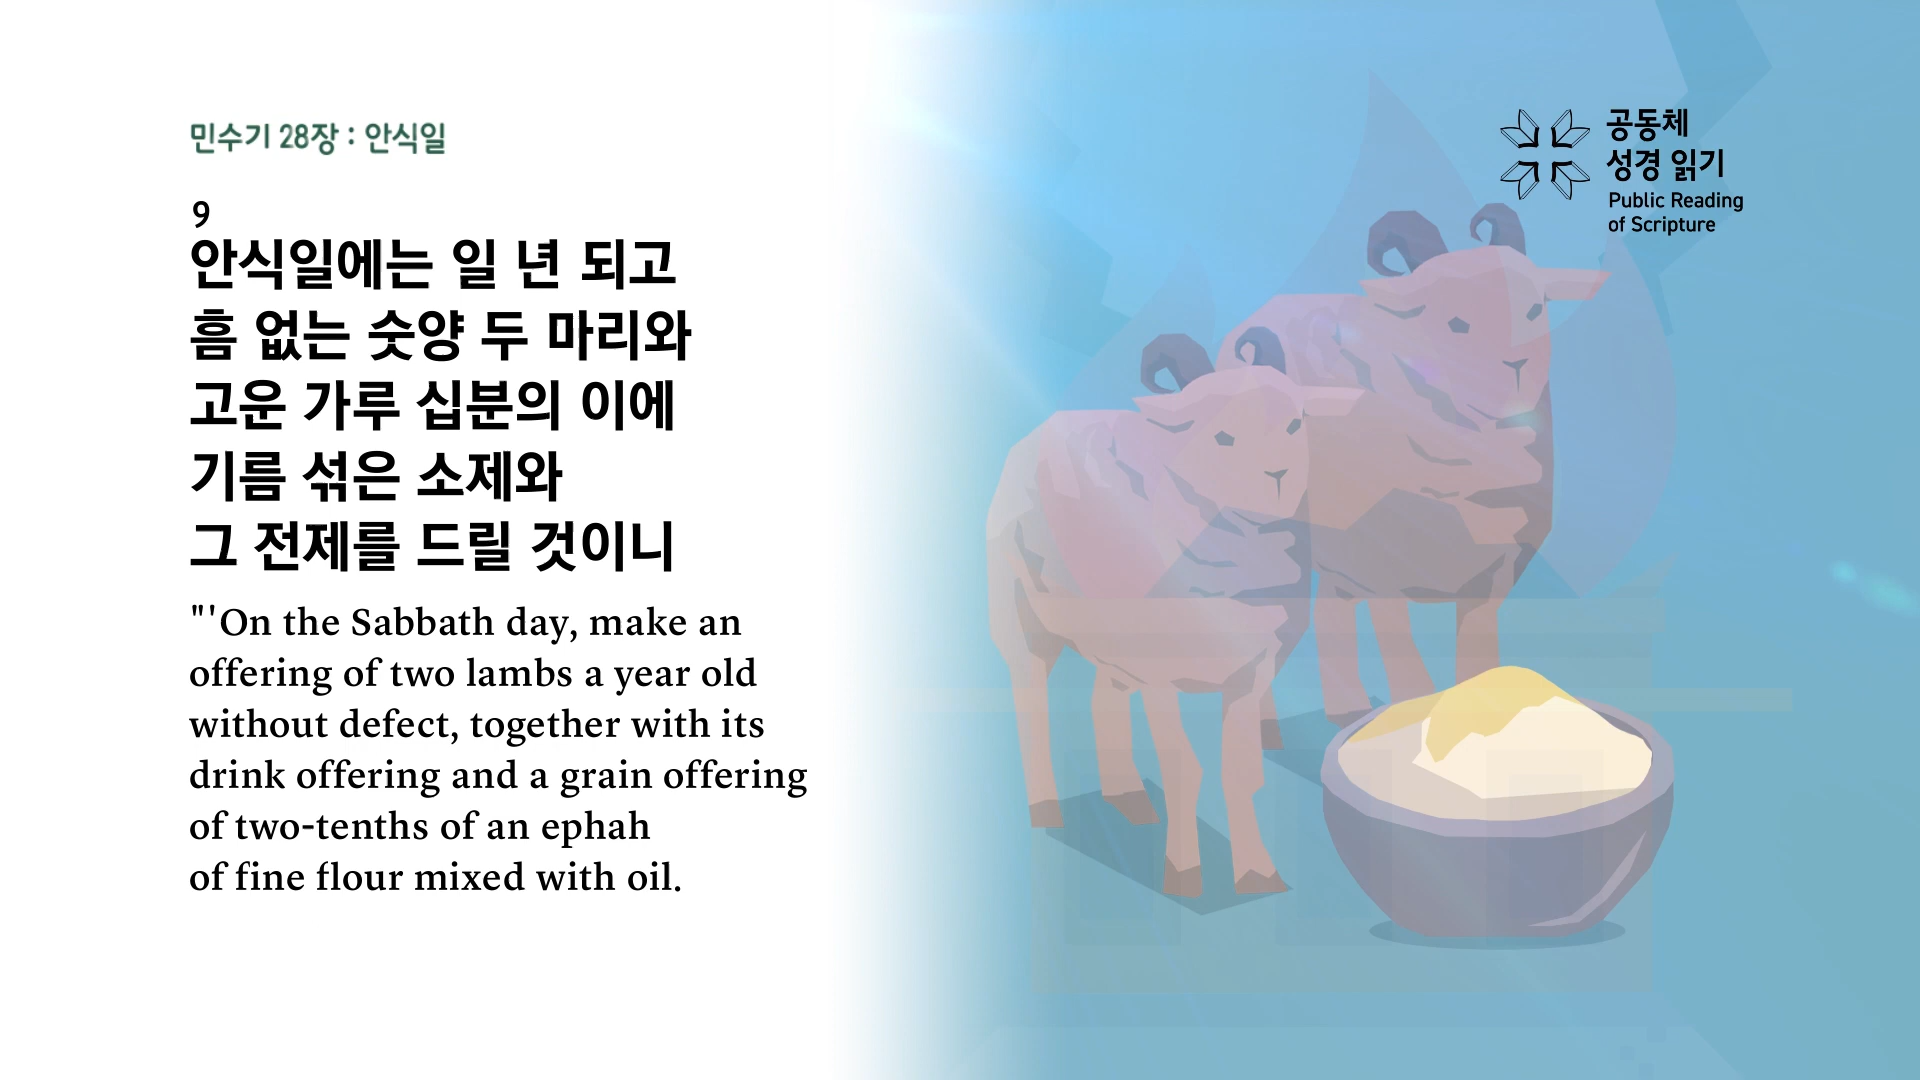 민수기 28장 : 안식일
9
안식일에는 일 년 되고
흠 없는 숫양 두 마리와
고운 가루 십분의 이에
기름 섞은 소제와
그 전제를 드릴 것이니
"'On the Sabbath day, make an
offering of two lambs a year old
without defect, together with its
drink offering and a grain offering
of two-tenths of an ephah
of fine flour mixed with oil.
공동체
성경 읽기
Public Reading
of Scripture